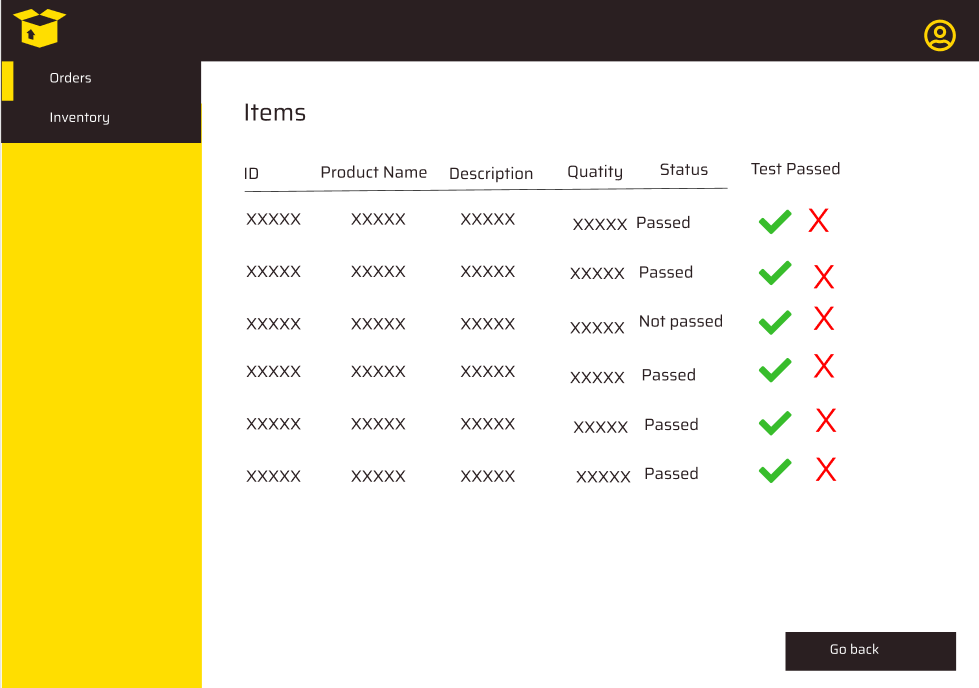 Orders
Inventory
Items
ID Product Name Description Quatity Status Test Passed
XXXXX XXXXX XXXXX XXXXX Passed X
XXXXX XXXXX XXXXX XXXXX Passed X
XXXXX XXXXX XXXXX XXXXX Not passed X
XXXXX XXXXX XXXXX XXXXX Passed X
XXXXX XXXXX XXXXX XXXXX Passed X
XXXXX XXXXX XXXXX XXXXX Passed X
Go back